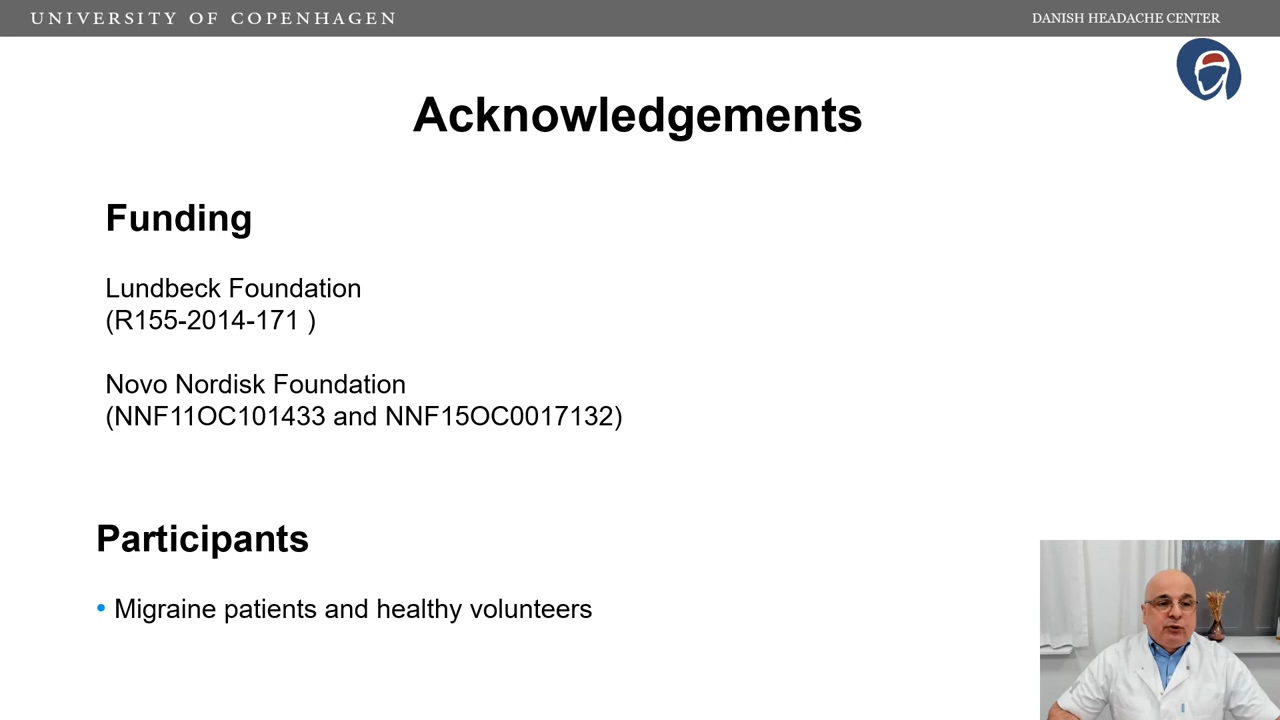 UNIVERSITY OF COPENHAGEN
DANISH HEADACHE CENTER
Acknowledgements
Funding
Lundbeck Foundation
(R155-2014-171 )
Novo Nordisk Foundation
(NNF11OC101433 and NNF15OC0017132)
Participants
• Migraine patients and healthy volunteers